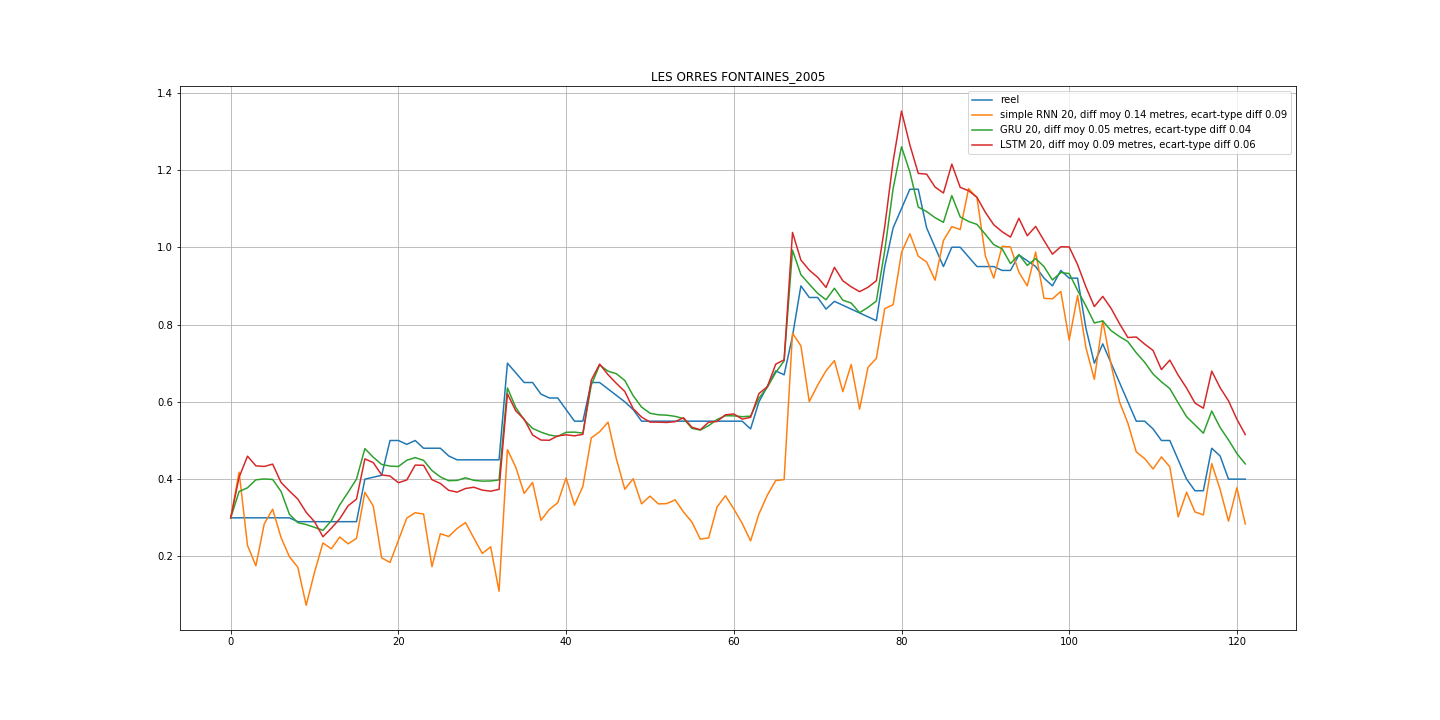 LES ORRES FONTAINES_2005
reel
simple RNN 20, diff moy 0.14 metres, ecart-type diff 0.09
GRU 20, diff moy 0.05 metres, ecart-type diff 0.04
LSTM 20, diff moy 0.09 metres, ecart-type diff 0.06
1.4
1.2
1.0
0.8
0.6
0.4
0.2
0 20 40 60 80 100 120